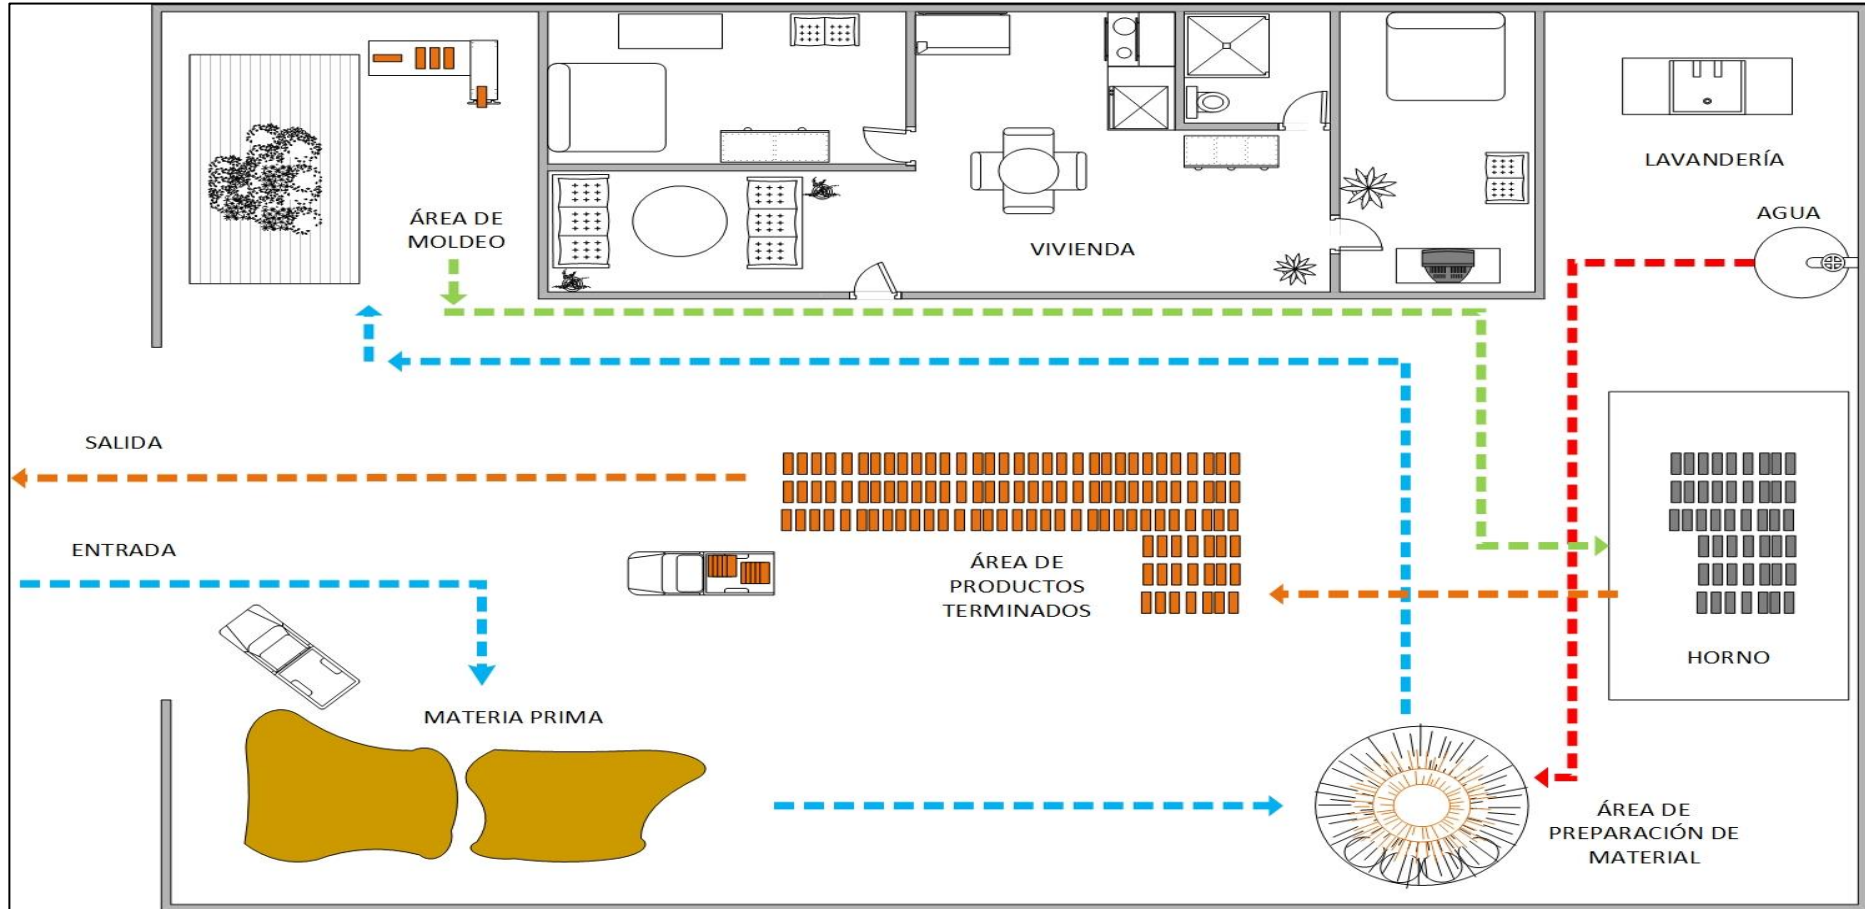 LAVANDERÍA
ÁREA DE
MOLDEO
AGUA
VIVIENDA
SALIDA
ENTRADA
ÁREA DE
PRODUCTOS
TERMINADOS
HORNO
MATERIA PRIMA
ÁREA DE
PREPARACIÓN DE
MATERIAL